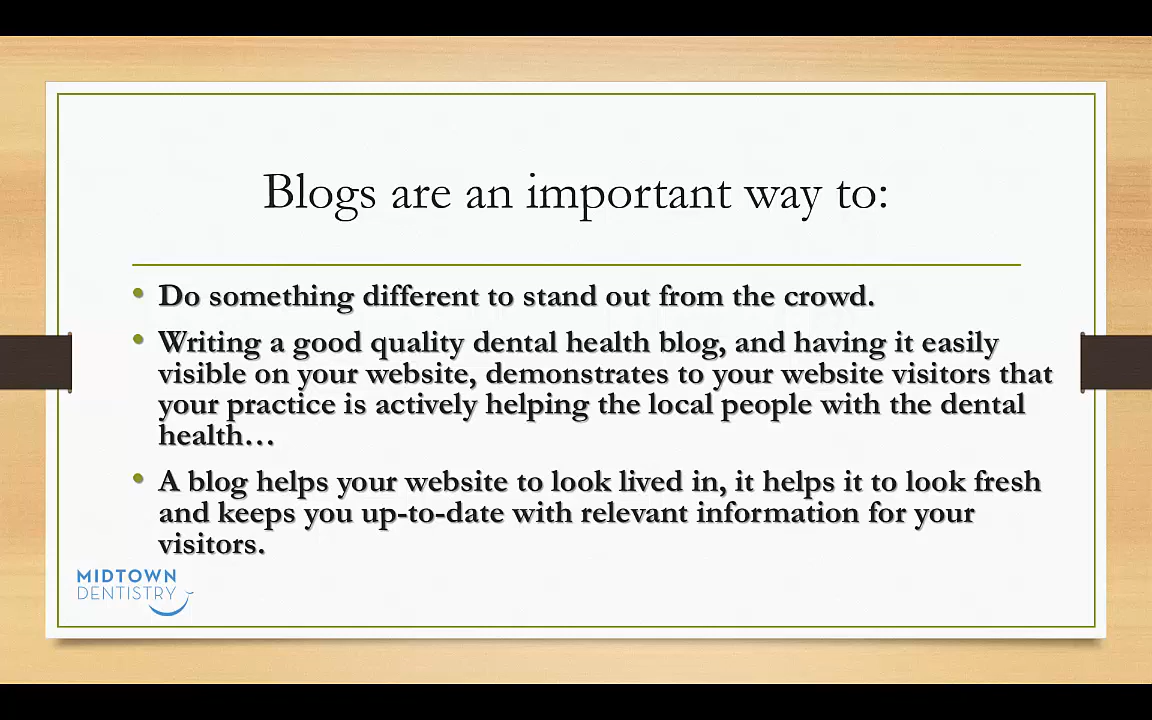 Blogs are an important way to:
• Do something different to stand out from the crowd.
• Writing a good quality dental health blog, and having it easily
visible on your website, demonstrates to your website visitors that
your practice is actively helping the local people with the dental
health…
• A blog helps your website to look lived in, it helps it to look fresh
and keeps you up-to-date with relevant information for your
visitors.
MIDTOWN
DENTISTRY